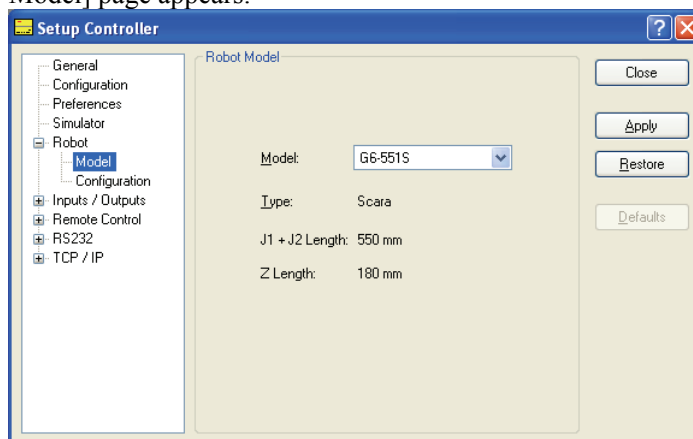 Model] page appears.
Setup Controller
General
Configuration
Preferences
Simulator
Robot
Model
Configuration
Inputs / Outputs
Remote Control
RS232
TCP / IP
Robot Model
Model: G6-551S
Type: Scara
J1 + J2 Length: 550 mm
Z Length: 180 mm
Close
Apply
Restore
Defaults